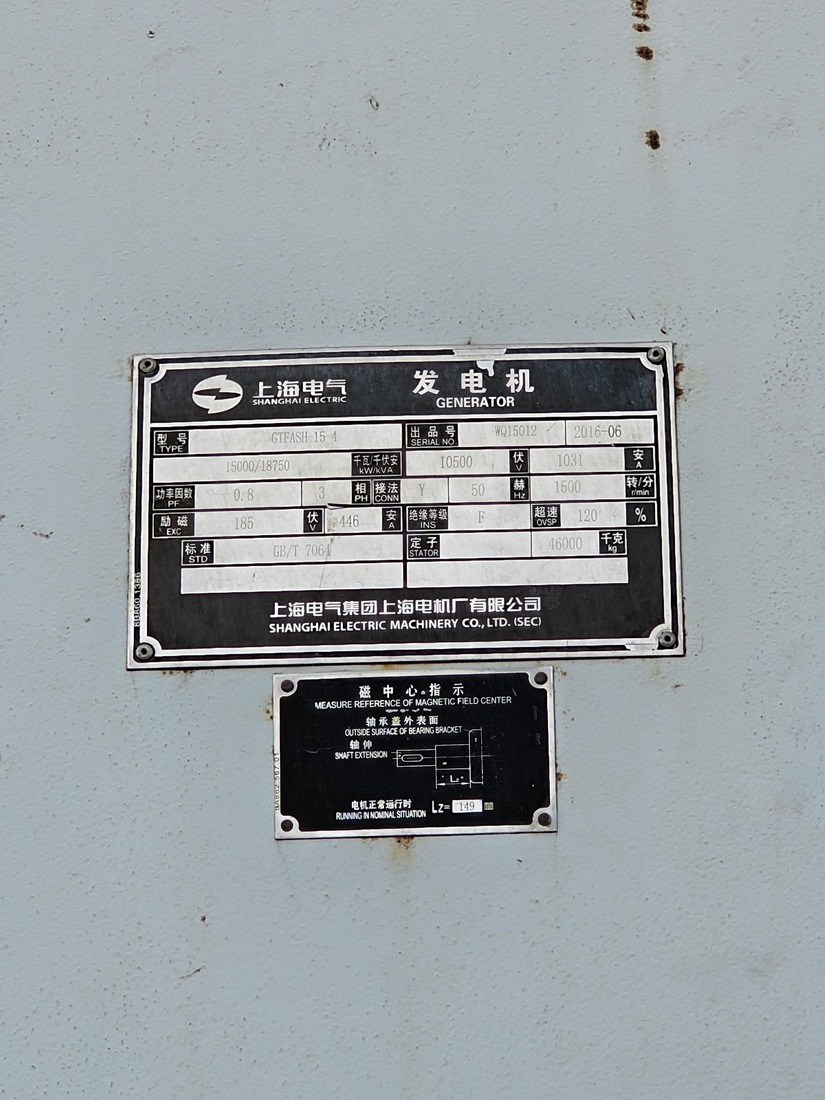 上海电气 发电机
SHANGHAI ELECTRIC GENERATOR
型号 TYPE GTFASH 15 4 出品号 SERIAL NO. WQ15012 2016-06
15000/18750 千瓦/千伏安 kW/kVA 10500 伏 V 1031 安 A
功率因数 PF 0.8 3 相 PH 接法 CONN Y 50 赫 Hz 1500 转/分 r/min
励磁 EXC 185 伏 V 446 安 A 绝缘等级 INS F 超速 OVSP 120 %
标准 STD GB/T 7064 定子 STATOR 46000 千克 kg
上海电气集团上海电机厂有限公司
SHANGHAI ELECTRIC MACHINERY CO., LTD. (SEC)
磁中心指示
MEASURE REFERENCE OF MAGNETIC FIELD CENTER
轴承盖外表面
OUTSIDE SURFACE OF BEARING BRACKET
轴伸
SHAFT EXTENSION
Lz
电机正常运行时 Lz= 149
RUNNING IN NOMINAL SITUATION
8A862.567.01